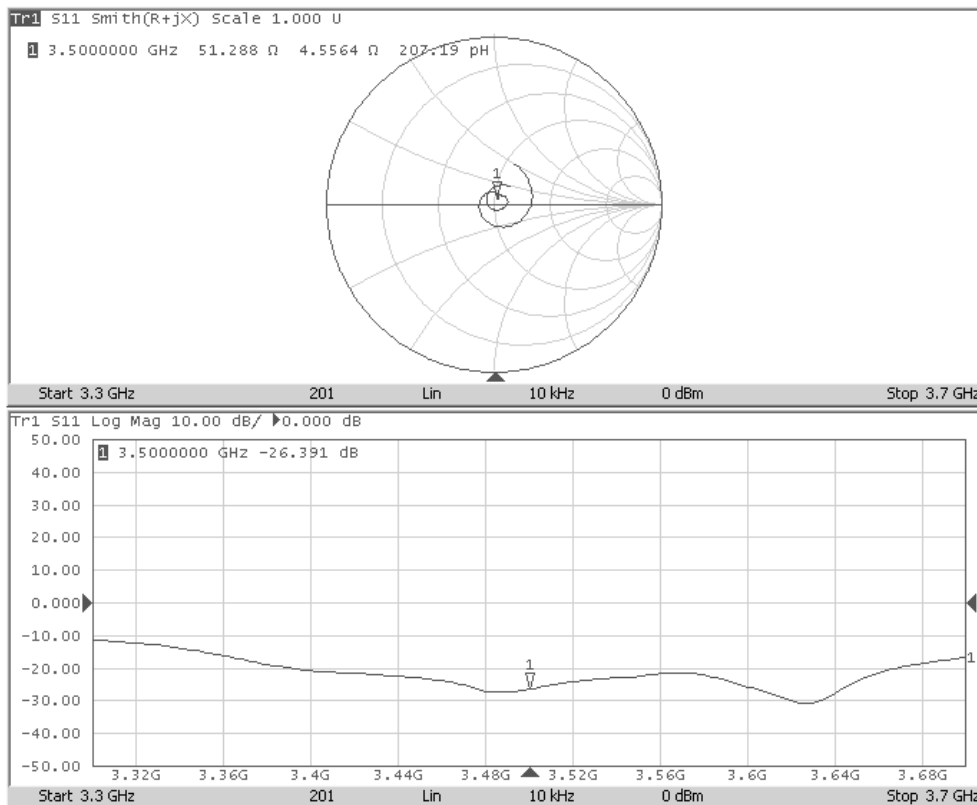 Tr1 S11 Smith(R+jX) Scale 1.000 U
1 3.5000000 GHz 51.288 Ω 4.5564 Ω 207.19 pH
1
Start 3.3 GHz 201 Lin 10 kHz 0 dBm Stop 3.7 GHz
Tr1 S11 Log Mag 10.00 dB/ 0.000 dB
50.00
1 3.5000000 GHz -26.391 dB
40.00
30.00
20.00
10.00
0.000
-10.00
1
1
-20.00
-30.00
-40.00
-50.00
3.32G 3.36G 3.4G 3.44G 3.48G 3.52G 3.56G 3.6G 3.64G 3.68G
Start 3.3 GHz 201 Lin 10 kHz 0 dBm Stop 3.7 GHz